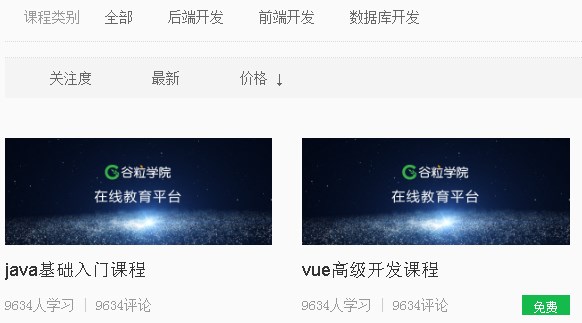 课程类别 全部 后端开发 前端开发 数据库开发
关注度 最新 价格 ↓
谷粒学院 谷粒学院
在线教育平台 在线教育平台
java基础入门课程 vue高级开发课程
9634人学习 | 9634评论 9634人学习 | 9634评论 免费